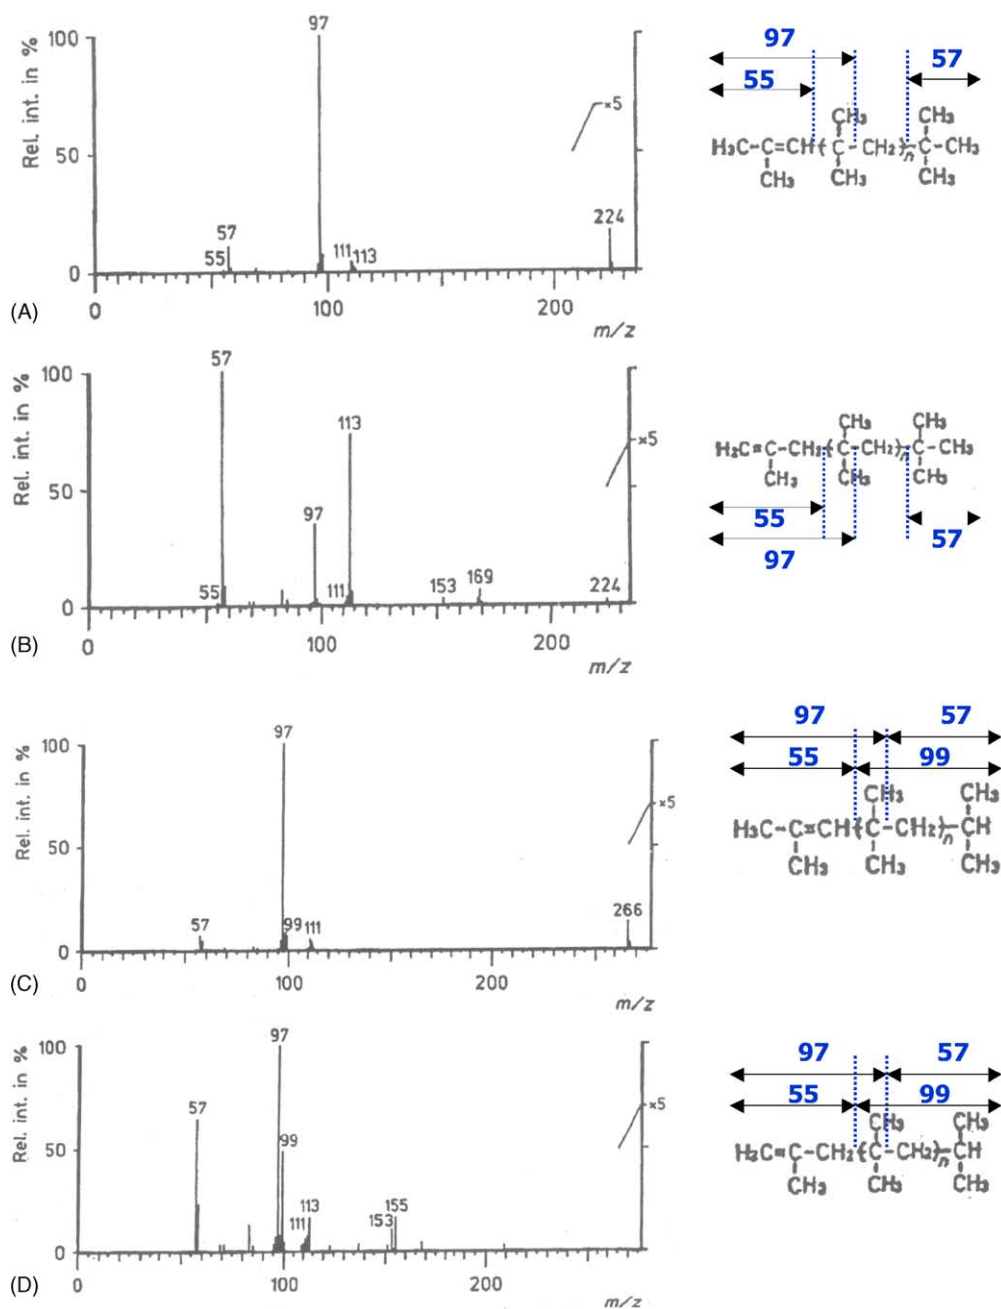 Rel. int. in %
100
50
0
97
57
55
111
113
×5
224
0
100
200
m/z
(A)
97
55
57
CH₃ CH₃
H₃C-C=CH(C-CH₂)ₙC-CH₃
CH₃ CH₃ CH₃
Rel. int. in %
100
50
0
57
113
97
55
111
153
169
224
×5
0
100
200
m/z
(B)
CH₃ CH₃
H₂C=C-CH₂(C-CH₂)ₙC-CH₃
CH₃ CH₃ CH₃
55
57
97
Rel. int. in %
100
50
0
97
57
99
111
×5
266
0
100
200
m/z
(C)
97 57
55 99
CH₃ CH₃
H₃C-C=CH(C-CH₂)ₙCH
CH₃ CH₃ CH₃
Rel. int. in %
100
50
0
97
57
99
113
111
155
153
×5
0
100
200
m/z
(D)
97 57
55 99
CH₃ CH₃
H₂C=C-CH₂(C-CH₂)ₙCH
CH₃ CH₃ CH₃